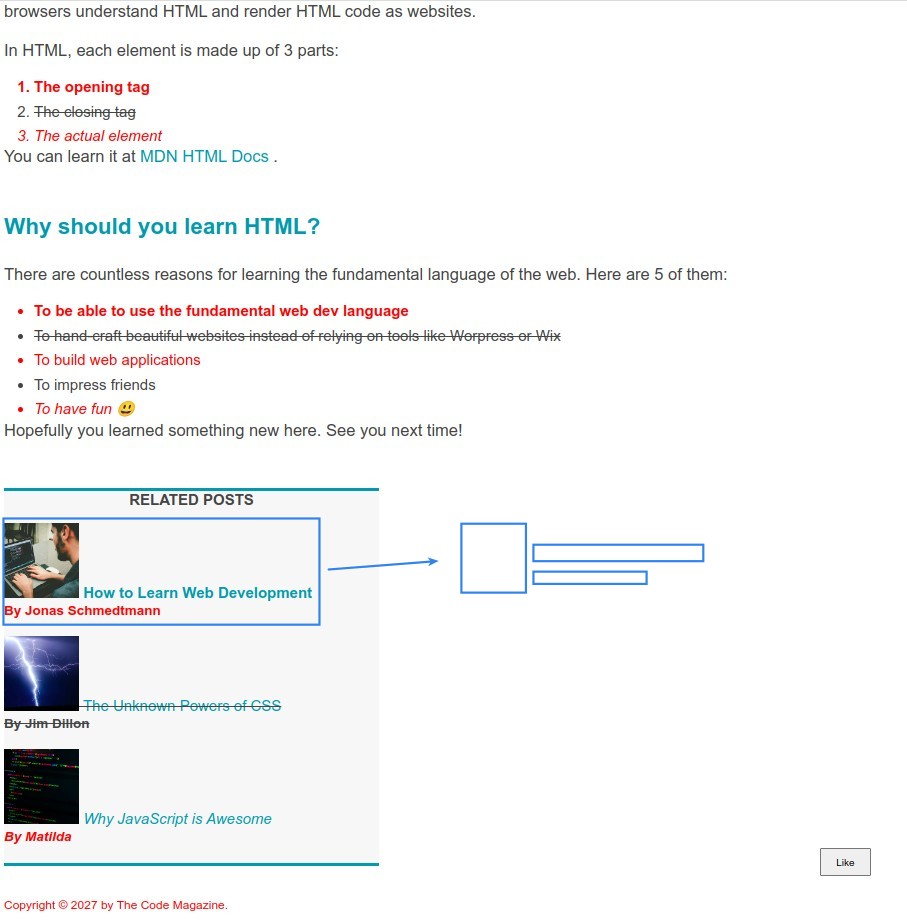 browsers understand HTML and render HTML code as websites.
In HTML, each element is made up of 3 parts:
1. The opening tag
2. The closing tag
3. The actual element
You can learn it at MDN HTML Docs .
Why should you learn HTML?
There are countless reasons for learning the fundamental language of the web. Here are 5 of them:
• To be able to use the fundamental web dev language
• To hand-craft beautiful websites instead of relying on tools like Worpress or Wix
• To build web applications
• To impress friends
• To have fun 😃
Hopefully you learned something new here. See you next time!
RELATED POSTS
How to Learn Web Development
By Jonas Schmedtmann
The Unknown Powers of CSS
By Jim Dillon
Why JavaScript is Awesome
By Matilda
Like
Copyright © 2027 by The Code Magazine.